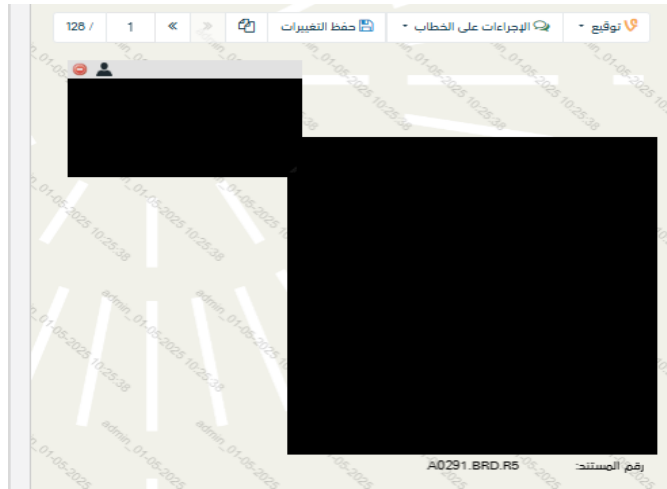 توقيع
الإجراءات على الخطاب
حفظ التغييرات
« 1 / 128
رقم المستند: A0291.BRD.R5
admin_01-05-2025 10:25:38